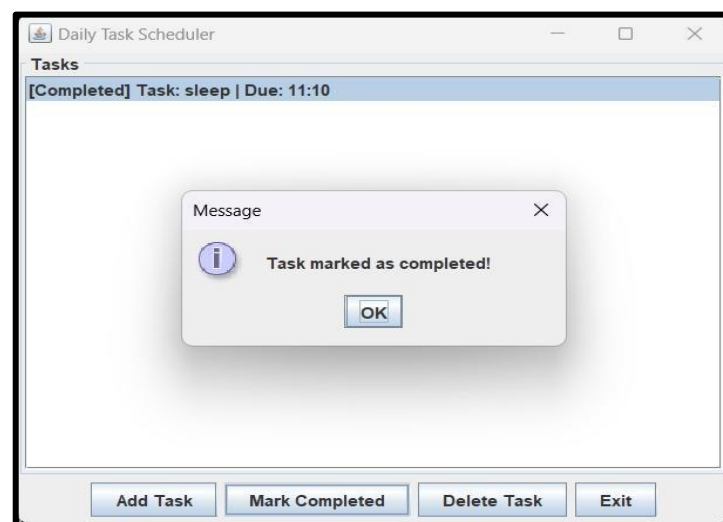 Daily Task Scheduler
Tasks
[Completed] Task: sleep | Due: 11:10
Message
i
Task marked as completed!
OK
Add Task Mark Completed Delete Task Exit